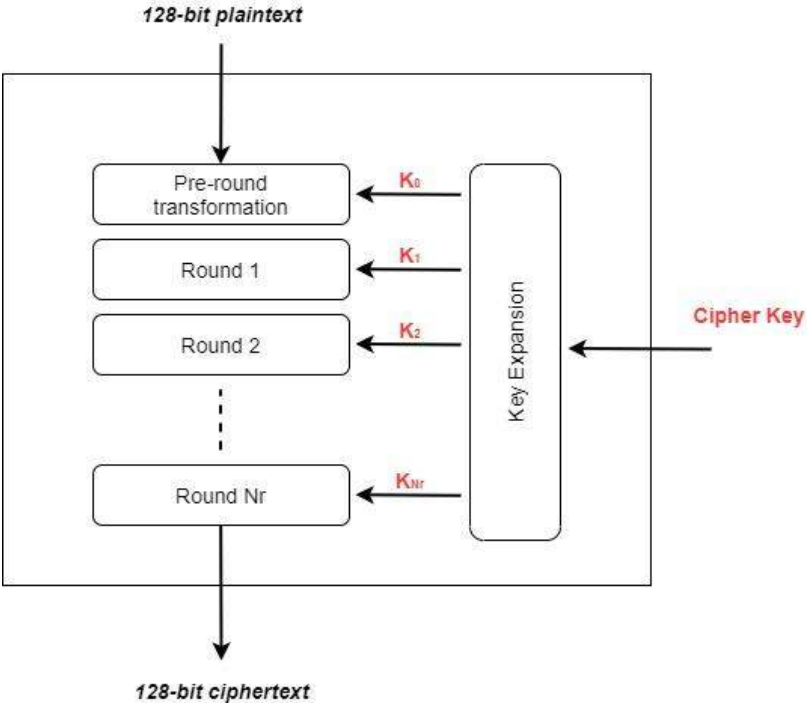 128-bit plaintext
Pre-round
transformation
K₀
Round 1
K₁
Round 2
K₂
Round Nr
K_Nr
Key Expansion
Cipher Key
128-bit ciphertext